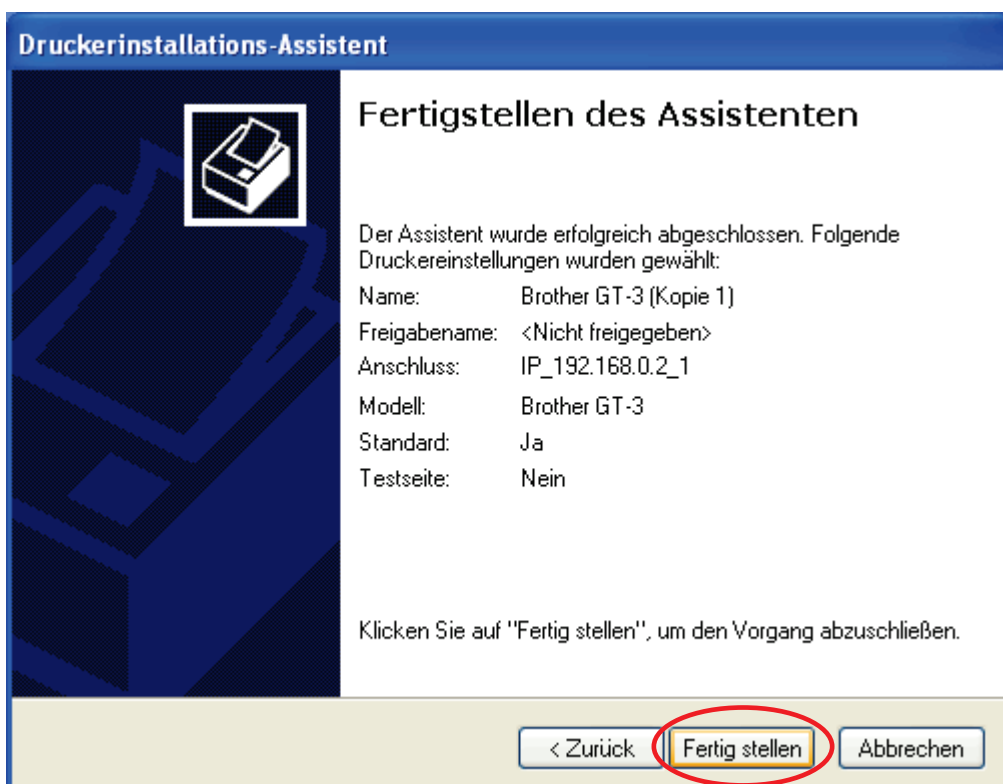 Druckerinstallations-Assistent
Fertigstellen des Assistenten
Der Assistent wurde erfolgreich abgeschlossen. Folgende
Druckereinstellungen wurden gewählt:
Name: Brother GT-3 (Kopie 1)
Freigabename: <Nicht freigegeben>
Anschluss: IP_192.168.0.2_1
Modell: Brother GT-3
Standard: Ja
Testseite: Nein
Klicken Sie auf "Fertig stellen", um den Vorgang abzuschließen.
< Zurück Fertig stellen Abbrechen